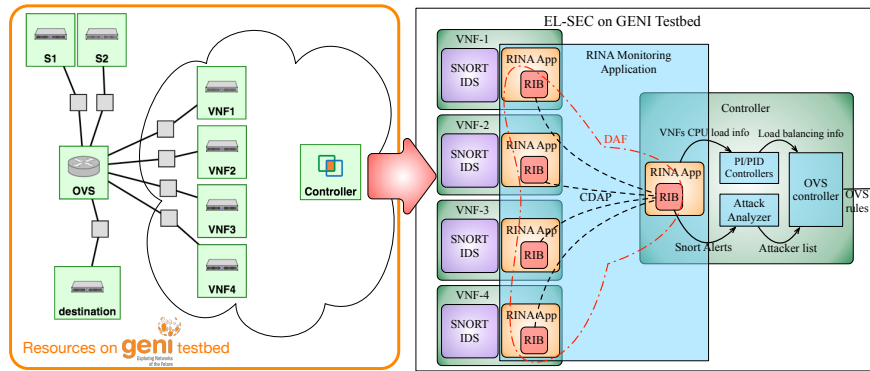 S1
S2
VNF1
VNF2
OVS
VNF3
VNF4
destination
Controller
Resources on geni testbed
Exploring Networks
of the Future
EL-SEC on GENI Testbed
VNF-1
SNORT
IDS
RINA App
RIB
RINA Monitoring
Application
VNF-2
SNORT
IDS
RINA App
RIB
VNF-3
SNORT
IDS
RINA App
RIB
VNF-4
SNORT
IDS
RINA App
RIB
DAF
CDAP
Controller
VNFs CPU load info
Load balancing info
RINA App
RIB
PI/PID
Controllers
Attack
Analyzer
OVS
controller
OVS
rules
Snort Alerts
Attacker list